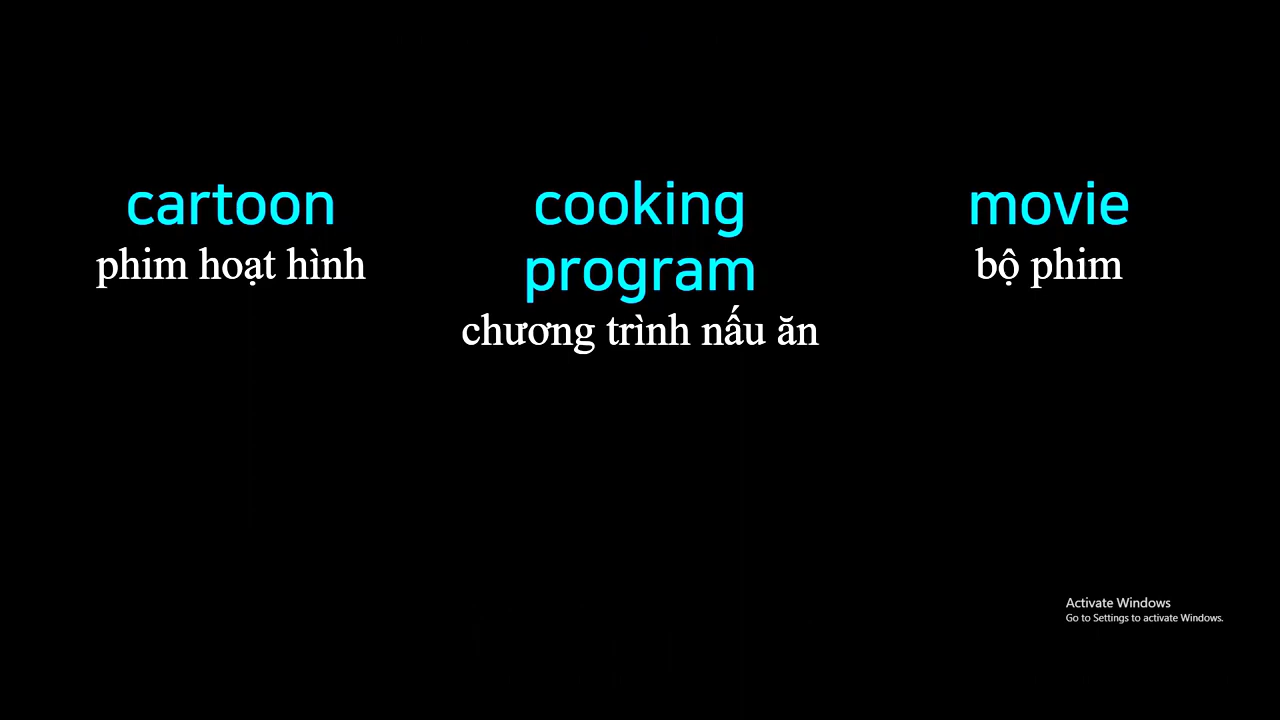 cartoon
phim hoạt hình
cooking
program
chương trình nấu ăn
movie
bộ phim
Activate Windows
Go to Settings to activate Windows.